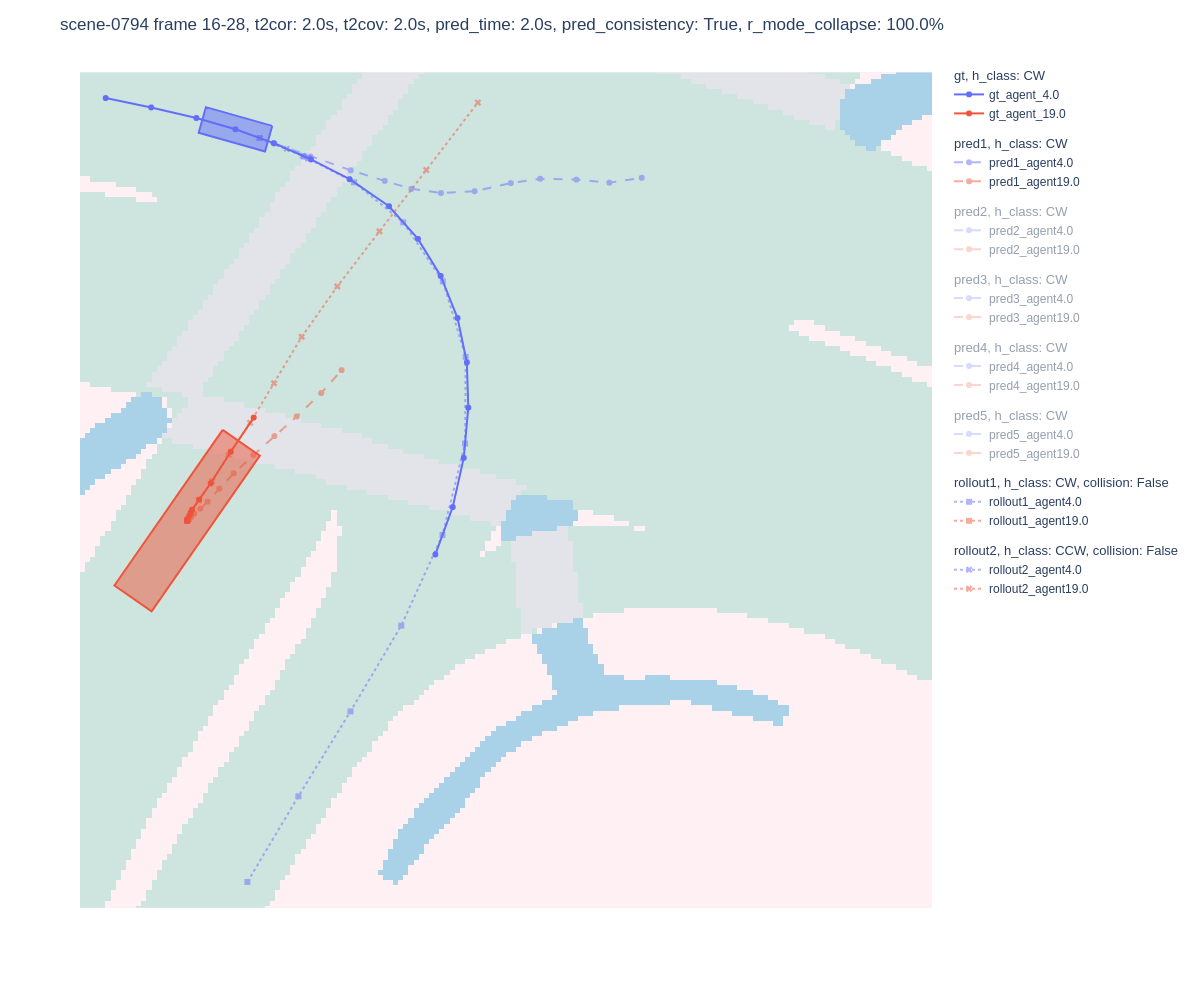 scene-0794 frame 16-28, t2cor: 2.0s, t2cov: 2.0s, pred_time: 2.0s, pred_consistency: True, r_mode_collapse: 100.0%
gt, h_class: CW
gt_agent_4.0
gt_agent_19.0
pred1, h_class: CW
pred1_agent4.0
pred1_agent19.0
pred2, h_class: CW
pred2_agent4.0
pred2_agent19.0
pred3, h_class: CW
pred3_agent4.0
pred3_agent19.0
pred4, h_class: CW
pred4_agent4.0
pred4_agent19.0
pred5, h_class: CW
pred5_agent4.0
pred5_agent19.0
rollout1, h_class: CW, collision: False
rollout1_agent4.0
rollout1_agent19.0
rollout2, h_class: CCW, collision: False
rollout2_agent4.0
rollout2_agent19.0